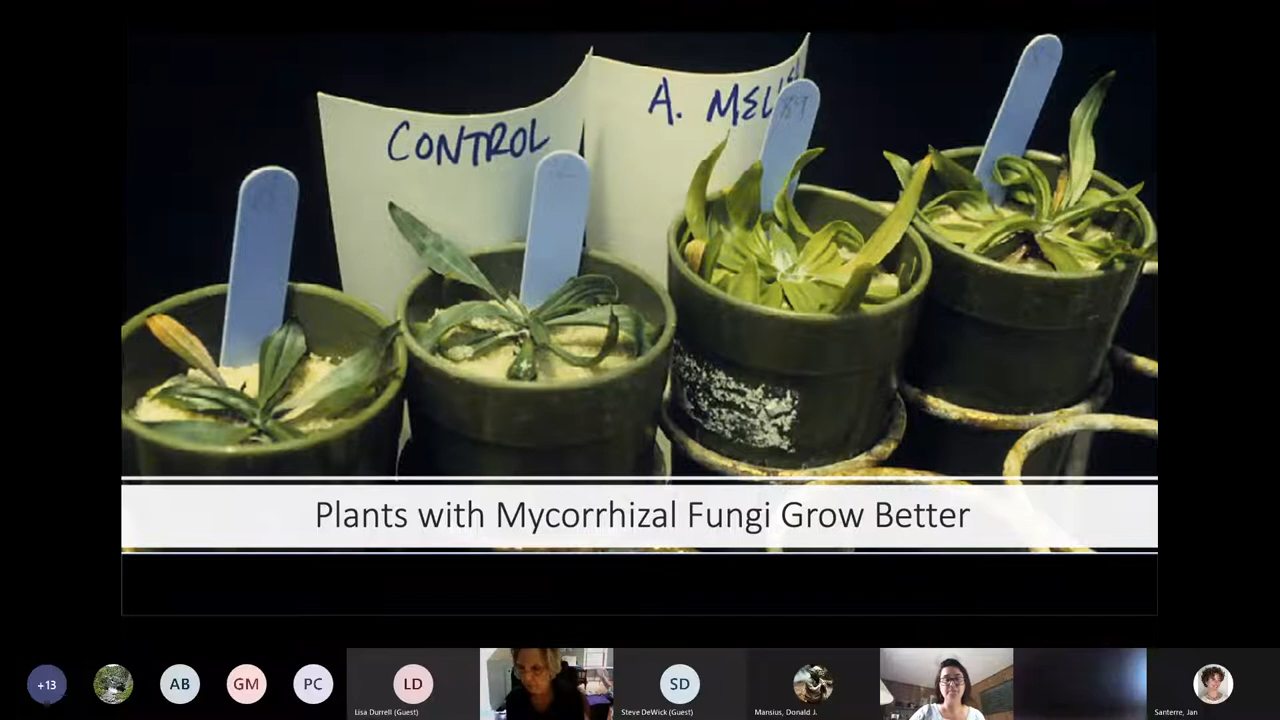 CONTROL
A.
89
Plants with Mycorrhizal Fungi Grow Better
+13
AB
GM
PC
LD
SD
Lisa Durrell (Guest)
Steve DeWick (Guest)
Mansius, Donald J.
Santerre, Jan